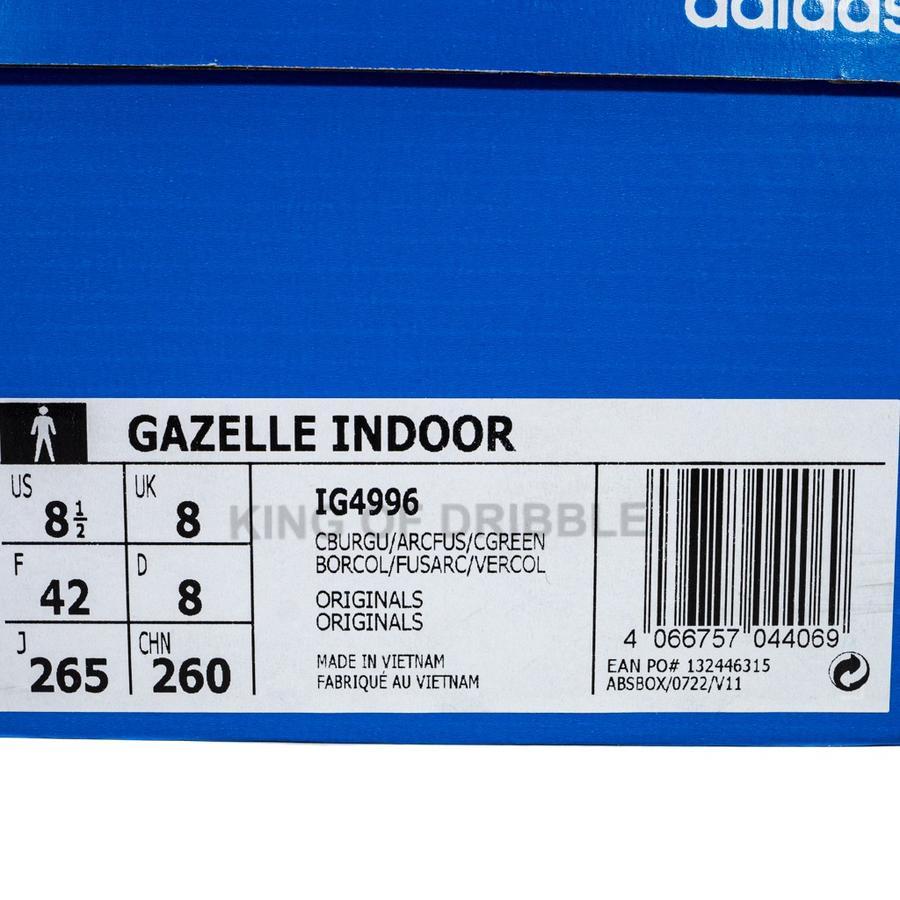 adidas
GAZELLE INDOOR
US 8½ UK 8
F 42 D 8
J 265 CHN 260
IG4996
KING OF DRIBBLE
CBURGU/ARCFUS/CGREEN
BORCOL/FUSARC/VERCOL
ORIGINALS
ORIGINALS
MADE IN VIETNAM
FABRIQUÉ AU VIETNAM
4 066757 044069
EAN PO# 132446315
ABSBOX/0722/V11